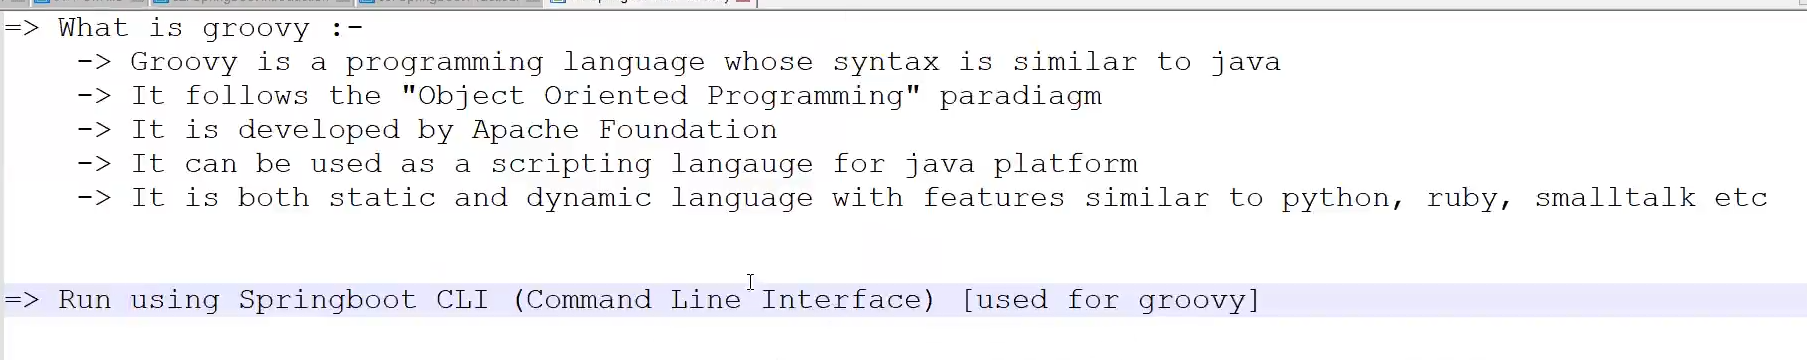 => What is groovy :-
-> Groovy is a programming language whose syntax is similar to java
-> It follows the "Object Oriented Programming" paradiagm
-> It is developed by Apache Foundation
-> It can be used as a scripting langauge for java platform
-> It is both static and dynamic language with features similar to python, ruby, smalltalk etc
=> Run using Springboot CLI (Command Line Interface) [used for groovy]